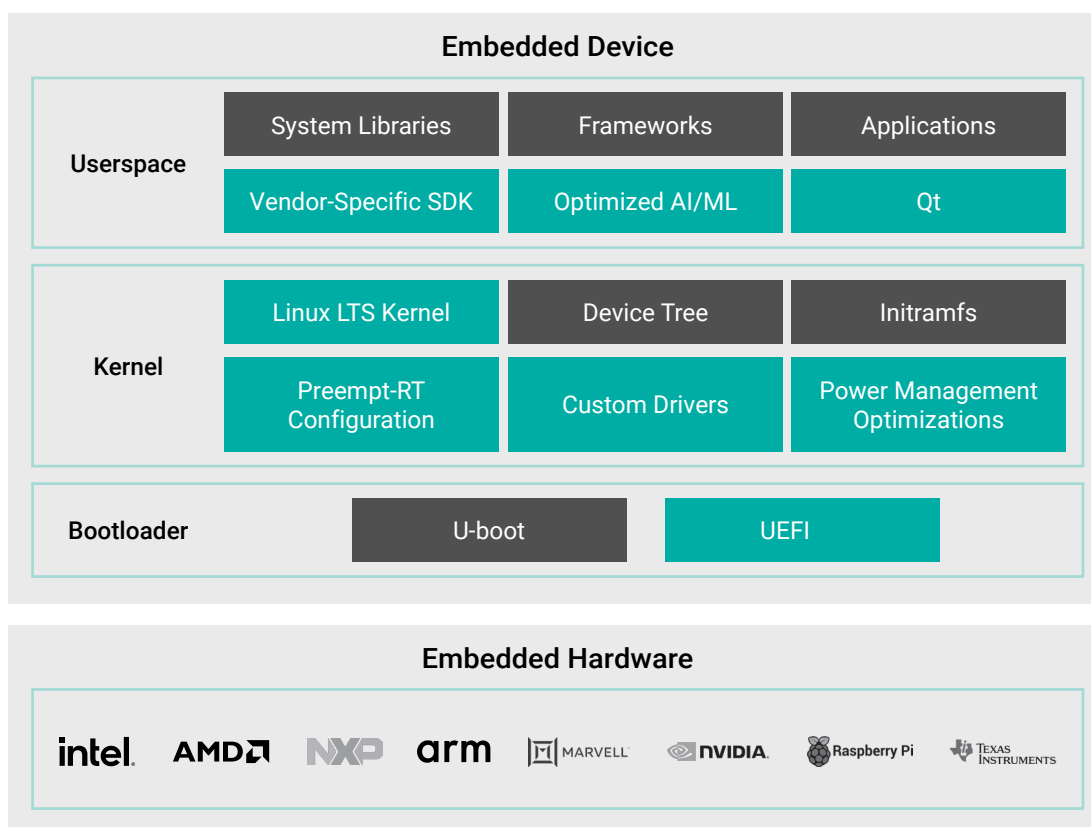 Embedded Device
Userspace
System Libraries
Frameworks
Applications
Vendor-Specific SDK
Optimized AI/ML
Qt
Kernel
Linux LTS Kernel
Device Tree
Initramfs
Preempt-RT
Configuration
Custom Drivers
Power Management
Optimizations
Bootloader
U-boot
UEFI
Embedded Hardware
intel.
AMD
NXP
arm
MARVELL
NVIDIA.
Raspberry Pi
TEXAS
INSTRUMENTS